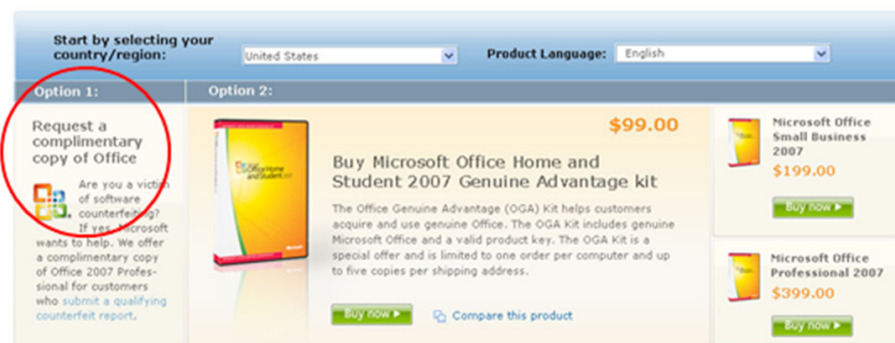 Start by selecting your
country/region:
United States
Product Language:
English
Option 1:
Option 2:
Request a
complimentary
copy of Office
Are you a victim
of software
counterfeiting?
If yes, Microsoft
wants to help. We offer
a complimentary copy
of Office 2007 Profes-
sional for customers
who submit a qualifying
counterfeit report.
$99.00
Buy Microsoft Office Home and
Student 2007 Genuine Advantage kit
The Office Genuine Advantage (OGA) Kit helps customers
acquire and use genuine Office. The OGA Kit includes genuine
Microsoft Office and a valid product key. The OGA Kit is a
special offer and is limited to one order per computer and up
to five copies per shipping address.
Buy now
Compare this product
Office Home
and Student
Microsoft Office
Small Business
2007
$199.00
Buy now
Microsoft Office
Professional 2007
$399.00
Buy now